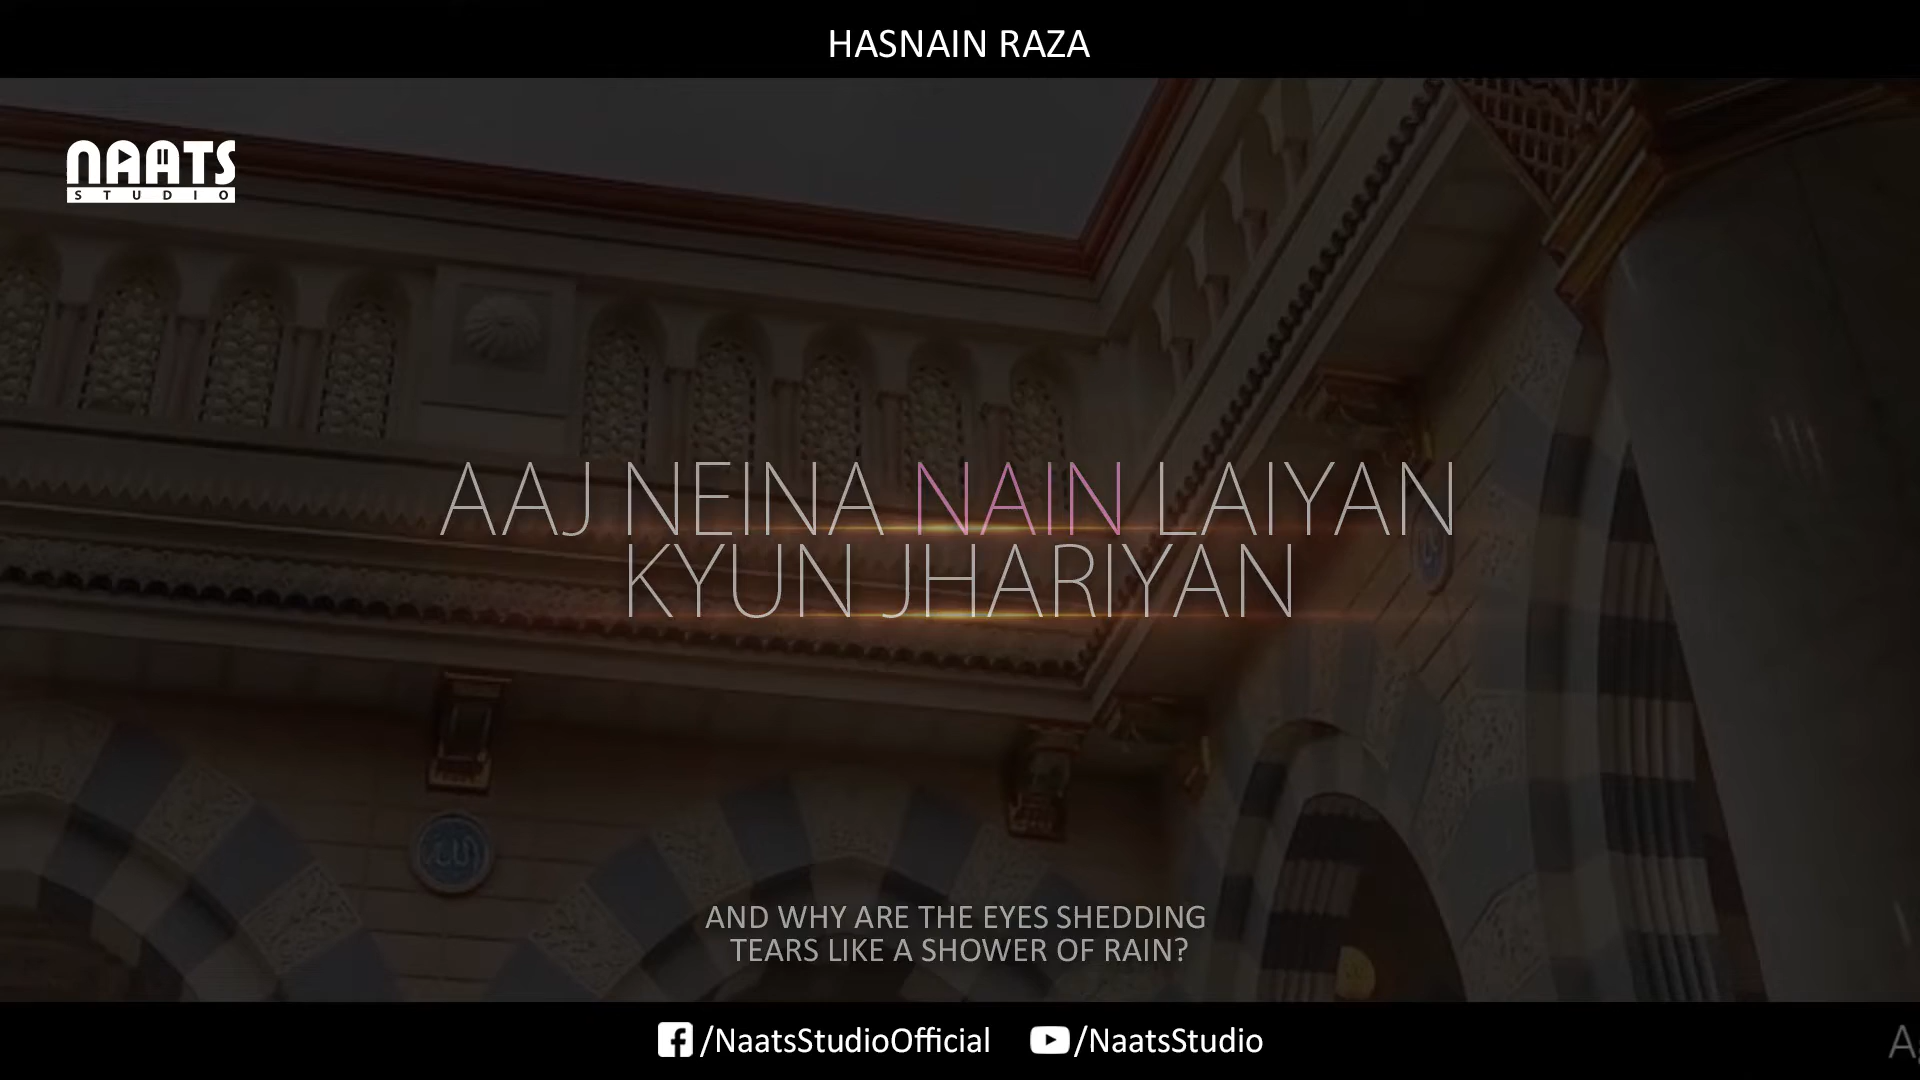 HASNAIN RAZA
NAATS
STUDIO
AAJ NEINA NAIN LAIYAN
KYUN JHARIYAN
AND WHY ARE THE EYES SHEDDING
TEARS LIKE A SHOWER OF RAIN?
/NaatsStudioOfficial /NaatsStudio